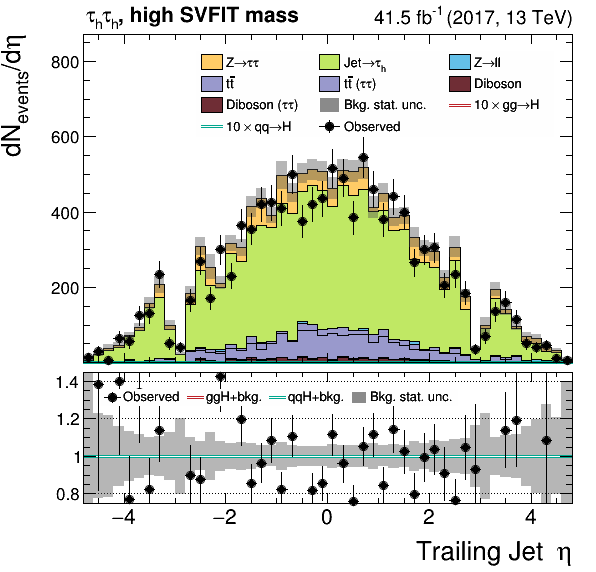 τhτh, high SVFIT mass 41.5 fb⁻¹ (2017, 13 TeV)
dNevents/dη
Z→ττ Jet→τh Z→ll
tt̄ tt̄ (ττ) Diboson
Diboson (ττ) Bkg. stat. unc. 10 × gg→H
10 × qq→H Observed
800
600
400
200
1.4
Observed ggH+bkg. qqH+bkg. Bkg. stat. unc.
1.2
1
0.8
−4 −2 0 2 4
Trailing Jet η